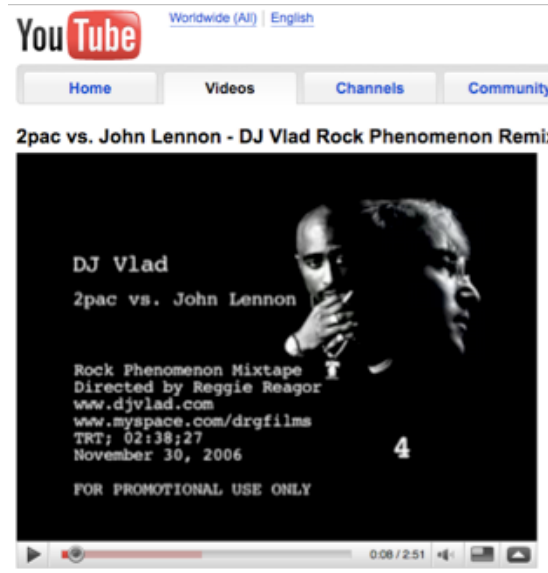 YouTube
Worldwide (All) | English
Home Videos Channels Community
2pac vs. John Lennon - DJ Vlad Rock Phenomenon Remi
DJ Vlad
2pac vs. John Lennon
Rock Phenomenon Mixtape
Directed by Reggie Reagor
www.djvlad.com
www.myspace.com/drgfilms
TRT; 02:38;27
November 30, 2006
4
FOR PROMOTIONAL USE ONLY
0:08 / 2:51